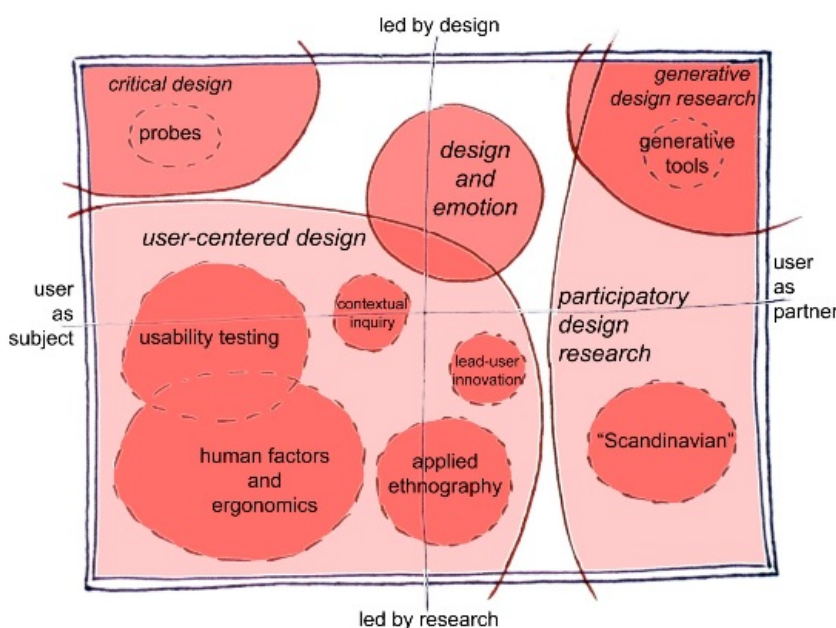 led by design
critical design
probes
generative
design research
generative
tools
design
and
emotion
user-centered design
user
as
subject
user
as
partner
contextual
inquiry
participatory
design
research
usability testing
lead-user
innovation
human factors
and
ergonomics
applied
ethnography
“Scandinavian”
led by research